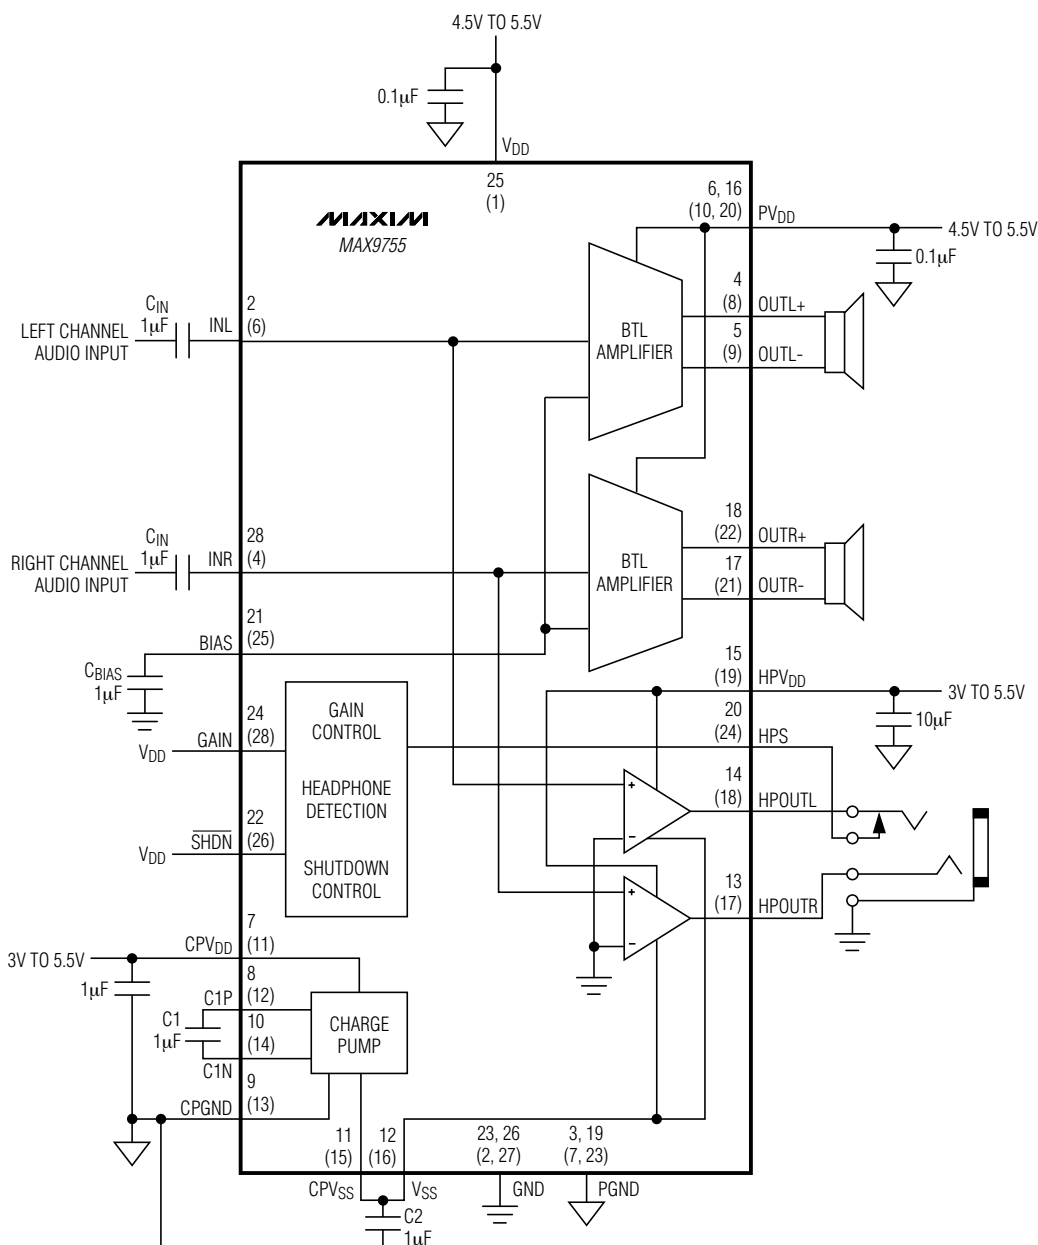 4.5V TO 5.5V
0.1µF
VDD
25
(1)
6, 16
(10, 20)
PVDD
4.5V TO 5.5V
0.1µF
MAXIM
MAX9755
4
(8)
OUTL+
5
(9)
OUTL-
BTL
AMPLIFIER
CIN
1µF
LEFT CHANNEL
AUDIO INPUT
INL
2
(6)
18
(22)
OUTR+
17
(21)
OUTR-
BTL
AMPLIFIER
CIN
1µF
RIGHT CHANNEL
AUDIO INPUT
INR
28
(4)
21
(25)
BIAS
CBIAS
1µF
15
(19)
HPVDD
3V TO 5.5V
10µF
20
(24)
HPS
24
(28)
GAIN
VDD
GAIN
CONTROL
HEADPHONE
DETECTION
SHUTDOWN
CONTROL
22
(26)
SHDN
VDD
+
-
14
(18)
HPOUTL
+
-
13
(17)
HPOUTR
7
(11)
CPVDD
3V TO 5.5V
1µF
8
(12)
C1P
C1
1µF
10
(14)
C1N
CHARGE
PUMP
9
(13)
CPGND
11
(15)
CPVSS
12
(16)
VSS
23, 26
(2, 27)
GND
3, 19
(7, 23)
PGND
C2
1µF